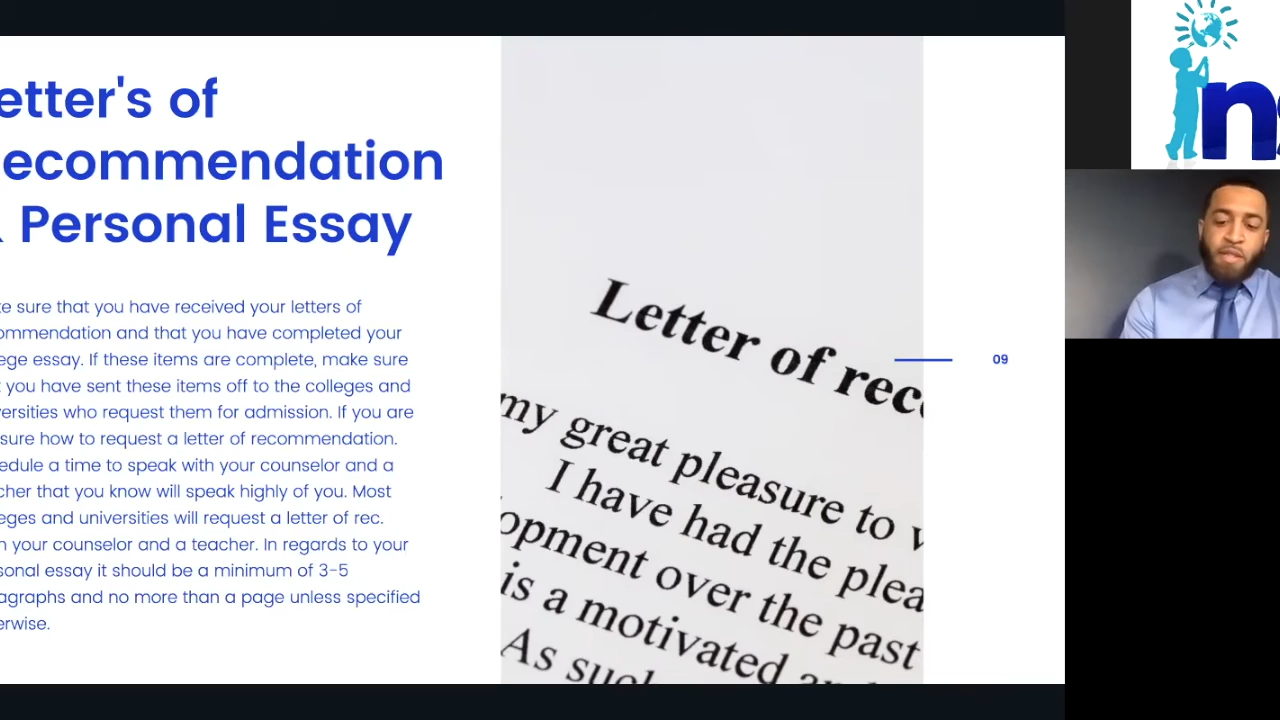 etter's of
ecommendation
& Personal Essay
ke sure that you have received your letters of
ommendation and that you have completed your
lege essay. If these items are complete, make sure
t you have sent these items off to the colleges and
versities who request them for admission. If you are
sure how to request a letter of recommendation.
edule a time to speak with your counselor and a
cher that you know will speak highly of you. Most
eges and universities will request a letter of rec.
m your counselor and a teacher. In regards to your
sonal essay it should be a minimum of 3-5
agraphs and no more than a page unless specified
erwise.
Letter of rec
my great pleasure to
I have had the plea
opment over the past
is a motivated
As such
09
in